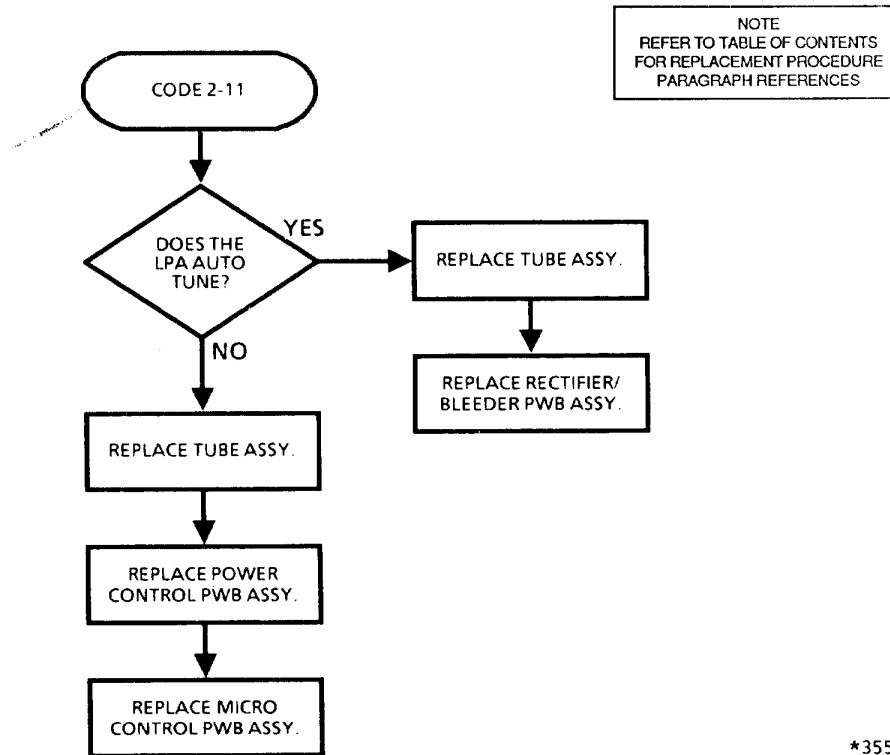 NOTE
REFER TO TABLE OF CONTENTS
FOR REPLACEMENT PROCEDURE
PARAGRAPH REFERENCES
CODE 2-11
DOES THE
LPA AUTO
TUNE?
YES
REPLACE TUBE ASSY.
REPLACE RECTIFIER/
BLEEDER PWB ASSY.
NO
REPLACE TUBE ASSY.
REPLACE POWER
CONTROL PWB ASSY.
REPLACE MICRO
CONTROL PWB ASSY.
*355